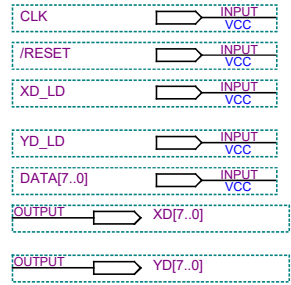 CLK INPUT
VCC
/RESET INPUT
VCC
XD_LD INPUT
VCC
YD_LD INPUT
VCC
DATA[7..0] INPUT
VCC
OUTPUT XD[7..0]
OUTPUT YD[7..0]